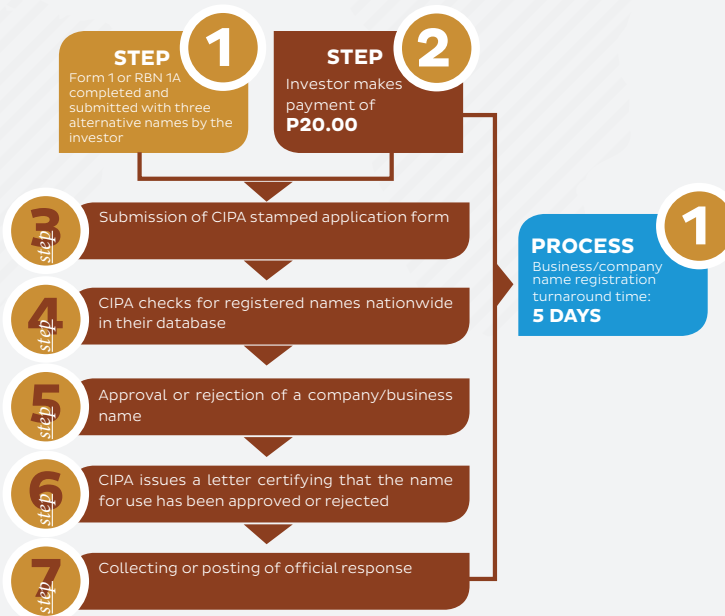 STEP 1
Form 1 or RBN 1A
completed and
submitted with three
alternative names by the
investor
STEP 2
Investor makes
payment of
P20.00
3 step
Submission of CIPA stamped application form
4 step
CIPA checks for registered names nationwide
in their database
5 step
Approval or rejection of a company/business
name
6 step
CIPA issues a letter certifying that the name
for use has been approved or rejected
7 step
Collecting or posting of official response
PROCESS 1
Business/company
name registration
turnaround time:
5 DAYS